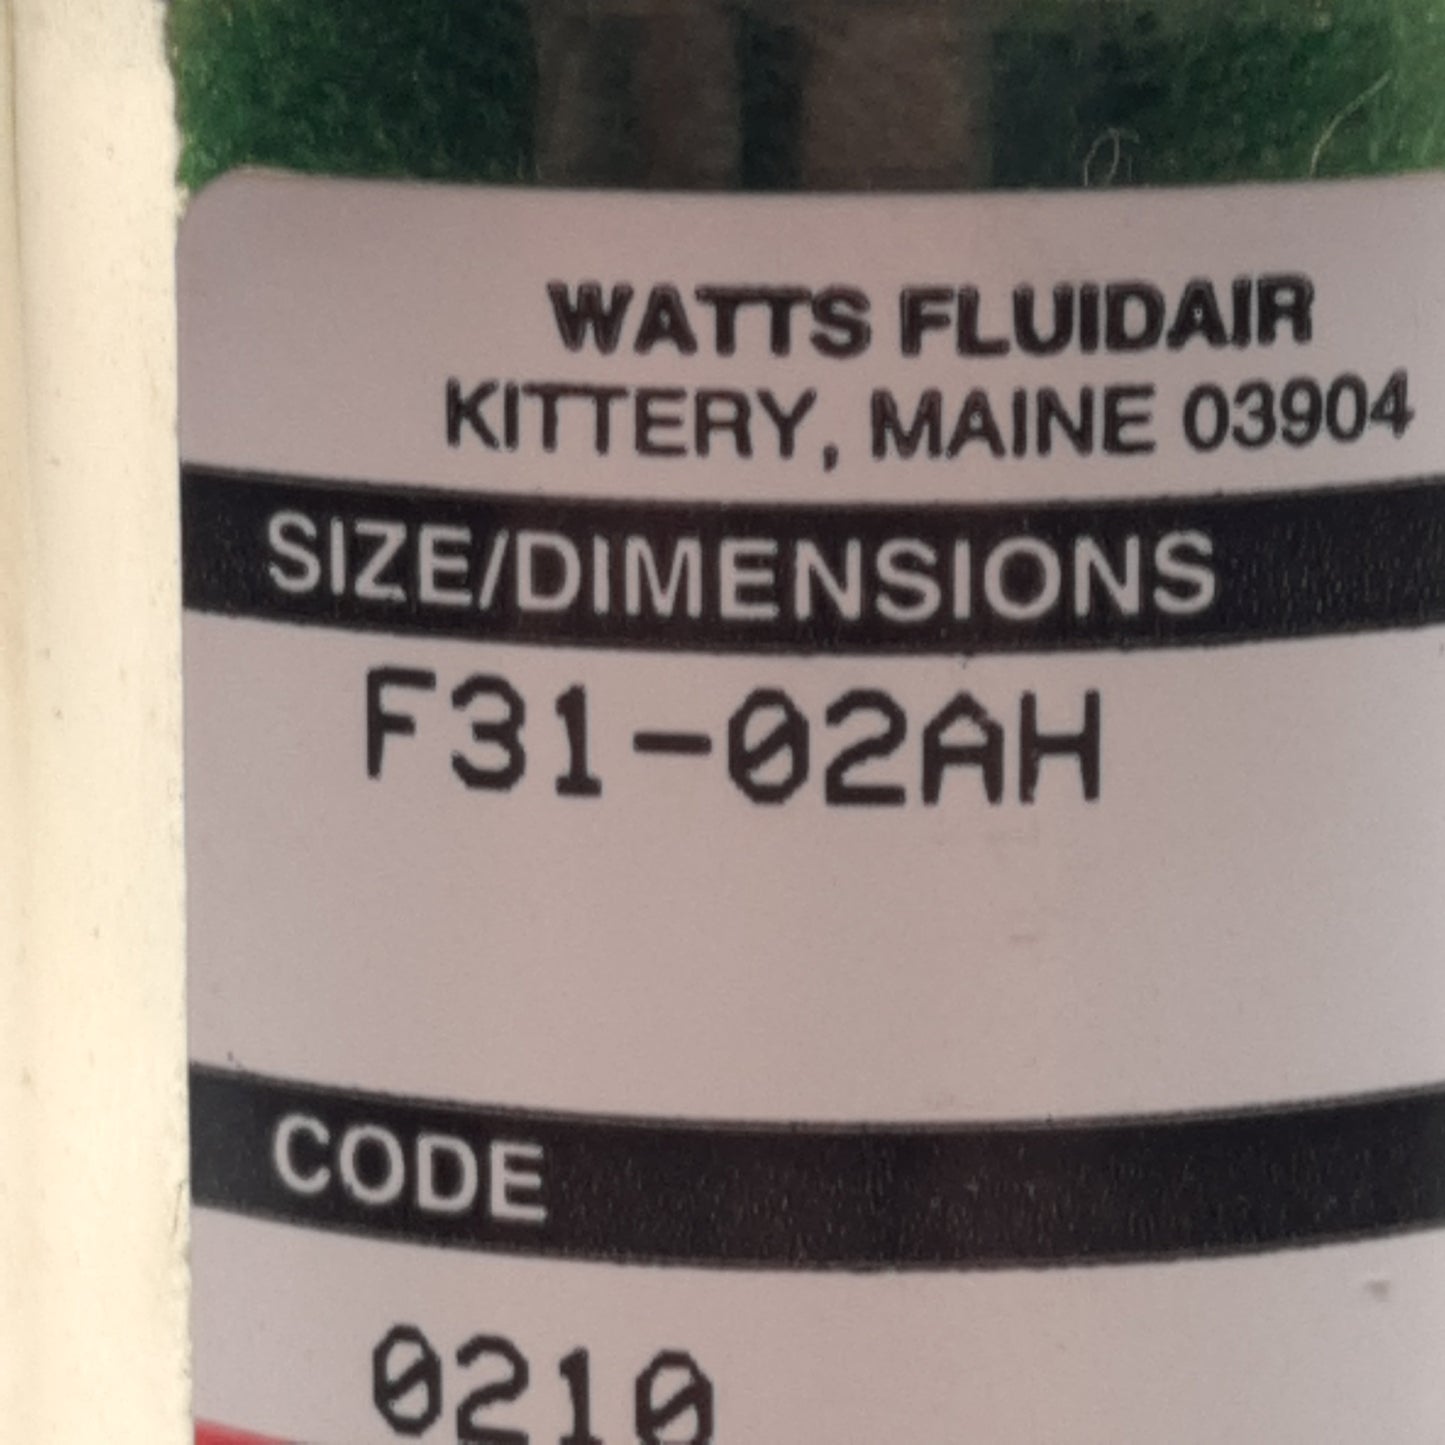 WATTS FLUIDAIR
KITTERY, MAINE 03904
SIZE/DIMENSIONS
F31-02AH
CODE
0210